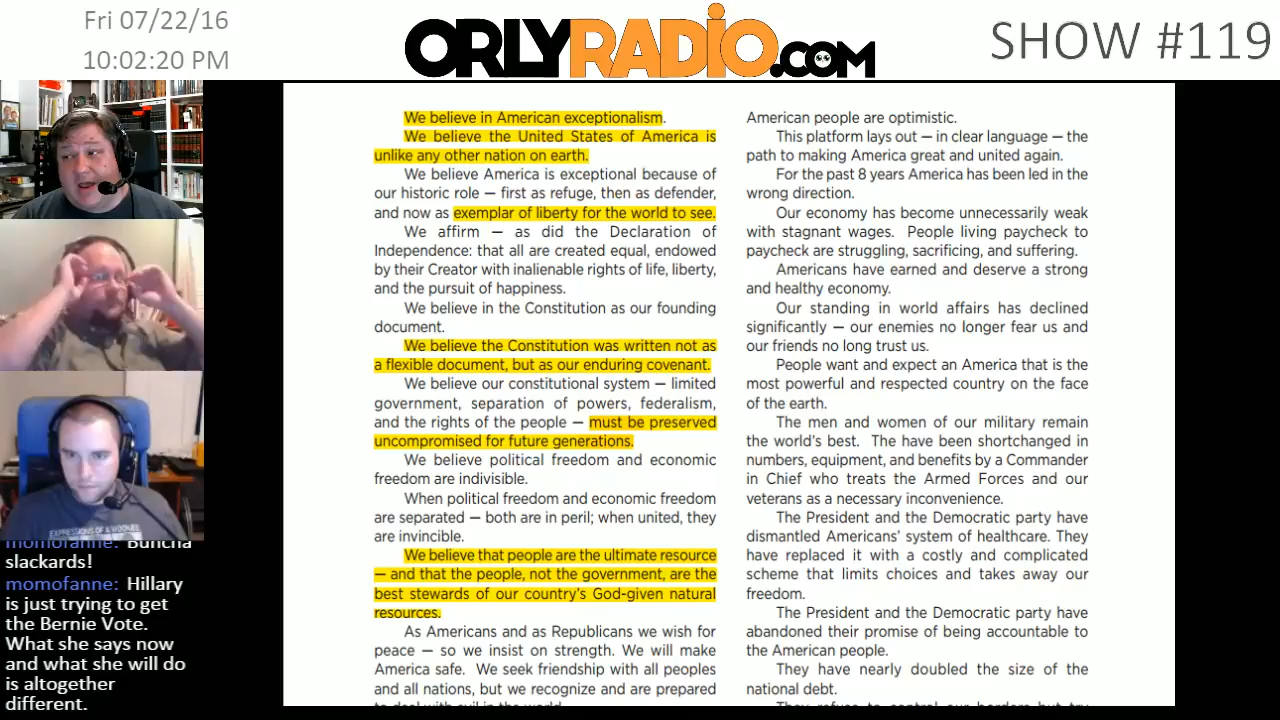 Fri 07/22/16
10:02:20 PM
ORLYRADIO.COM
SHOW #119
We believe in American exceptionalism.
We believe the United States of America is
unlike any other nation on earth.
We believe America is exceptional because of
our historic role — first as refuge, then as defender,
and now as exemplar of liberty for the world to see.
We affirm — as did the Declaration of
Independence: that all are created equal, endowed
by their Creator with inalienable rights of life, liberty,
and the pursuit of happiness.
We believe in the Constitution as our founding
document.
We believe the Constitution was written not as
a flexible document, but as our enduring covenant.
We believe our constitutional system — limited
government, separation of powers, federalism,
and the rights of the people — must be preserved
uncompromised for future generations.
We believe political freedom and economic
freedom are indivisible.
When political freedom and economic freedom
are separated — both are in peril; when united, they
are invincible.
We believe that people are the ultimate resource
— and that the people, not the government, are the
best stewards of our country's God-given natural
resources.
As Americans and as Republicans we wish for
peace — so we insist on strength. We will make
America safe. We seek friendship with all peoples
and all nations, but we recognize and are prepared
to deal with evil in the world.
American people are optimistic.
This platform lays out — in clear language — the
path to making America great and united again.
For the past 8 years America has been led in the
wrong direction.
Our economy has become unnecessarily weak
with stagnant wages. People living paycheck to
paycheck are struggling, sacrificing, and suffering.
Americans have earned and deserve a strong
and healthy economy.
Our standing in world affairs has declined
significantly — our enemies no longer fear us and
our friends no long trust us.
People want and expect an America that is the
most powerful and respected country on the face
of the earth.
The men and women of our military remain
the world's best. The have been shortchanged in
numbers, equipment, and benefits by a Commander
in Chief who treats the Armed Forces and our
veterans as a necessary inconvenience.
The President and the Democratic party have
dismantled Americans' system of healthcare. They
have replaced it with a costly and complicated
scheme that limits choices and takes away our
freedom.
The President and the Democratic party have
abandoned their promise of being accountable to
the American people.
They have nearly doubled the size of the
national debt.
They refuse to control our borders but try
EXPRESSIONS OF A WOOKIEE
momofanne: Buncha
slackards!
momofanne: Hillary
is just trying to get
the Bernie Vote.
What she says now
and what she will do
is altogether
different.